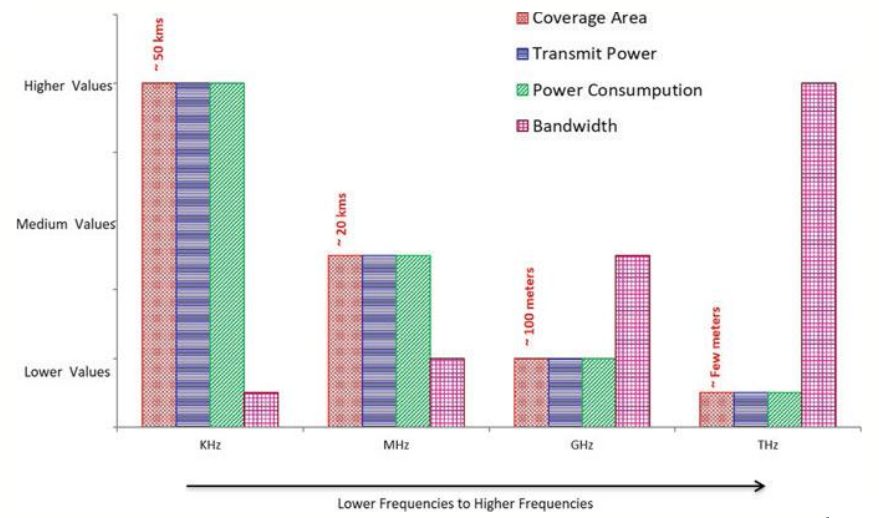 Coverage Area
Transmit Power
Power Consumpution
Bandwidth
Higher Values
Medium Values
Lower Values
~ 50 kms
~ 20 kms
~ 100 meters
~ Few meters
KHz
MHz
GHz
THz
Lower Frequencies to Higher Frequencies